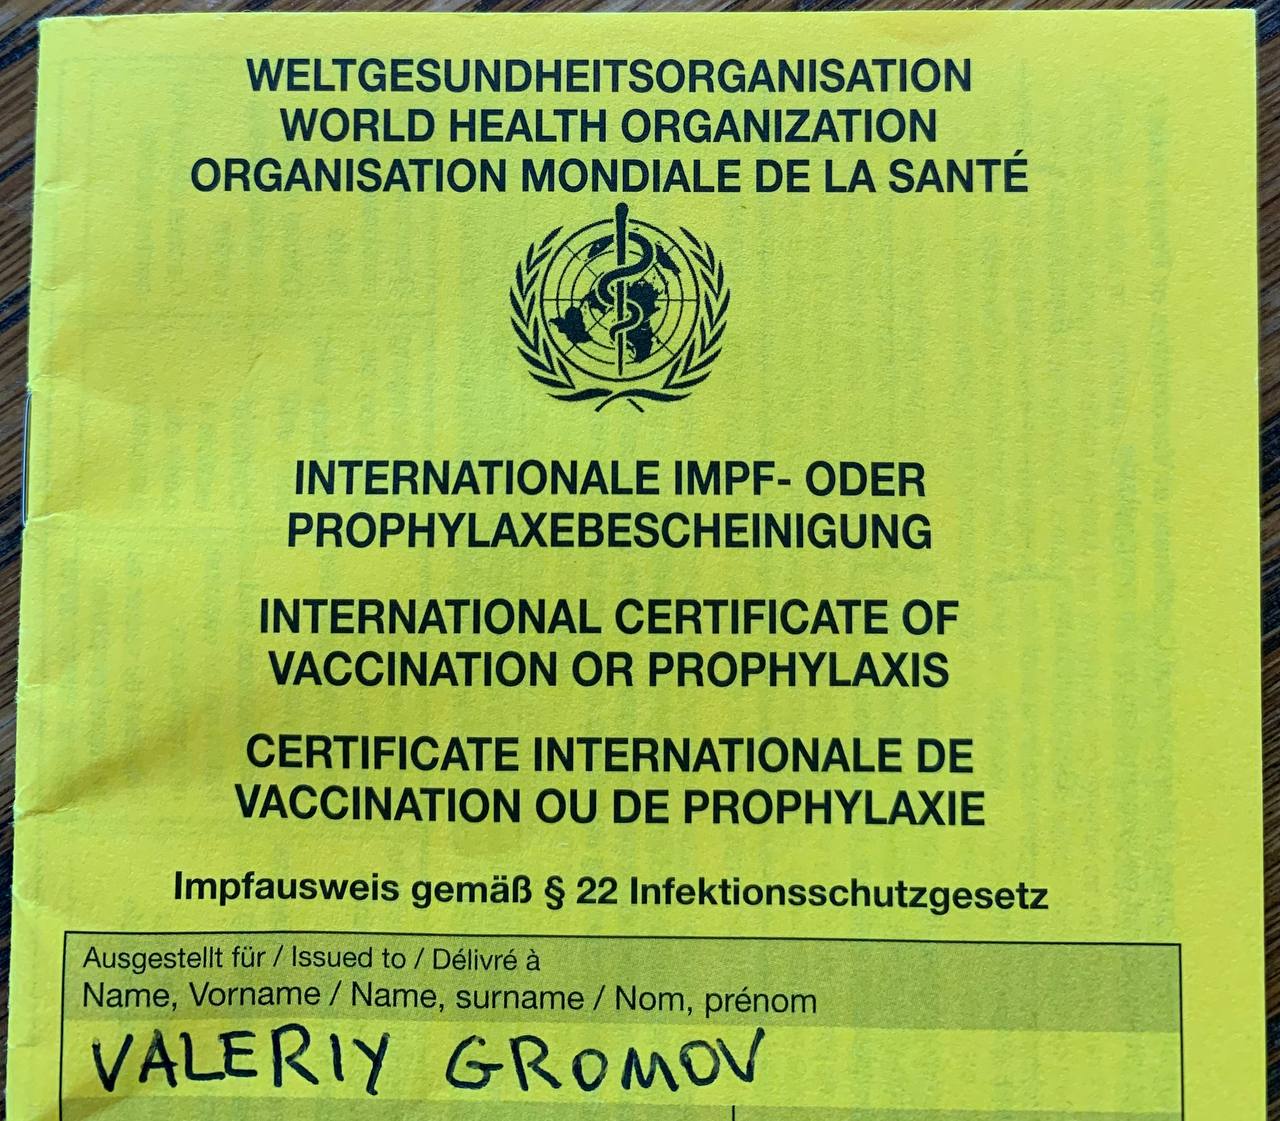 WELTGESUNDHEITSORGANISATION
WORLD HEALTH ORGANIZATION
ORGANISATION MONDIALE DE LA SANTÉ
INTERNATIONALE IMPF- ODER
PROPHYLAXEBESCHEINIGUNG
INTERNATIONAL CERTIFICATE OF
VACCINATION OR PROPHYLAXIS
CERTIFICATE INTERNATIONALE DE
VACCINATION OU DE PROPHYLAXIE
Impfausweis gemäß § 22 Infektionsschutzgesetz
Ausgestellt für / Issued to / Délivré à
Name, Vorname / Name, surname / Nom, prénom
VALERIY GROMOV